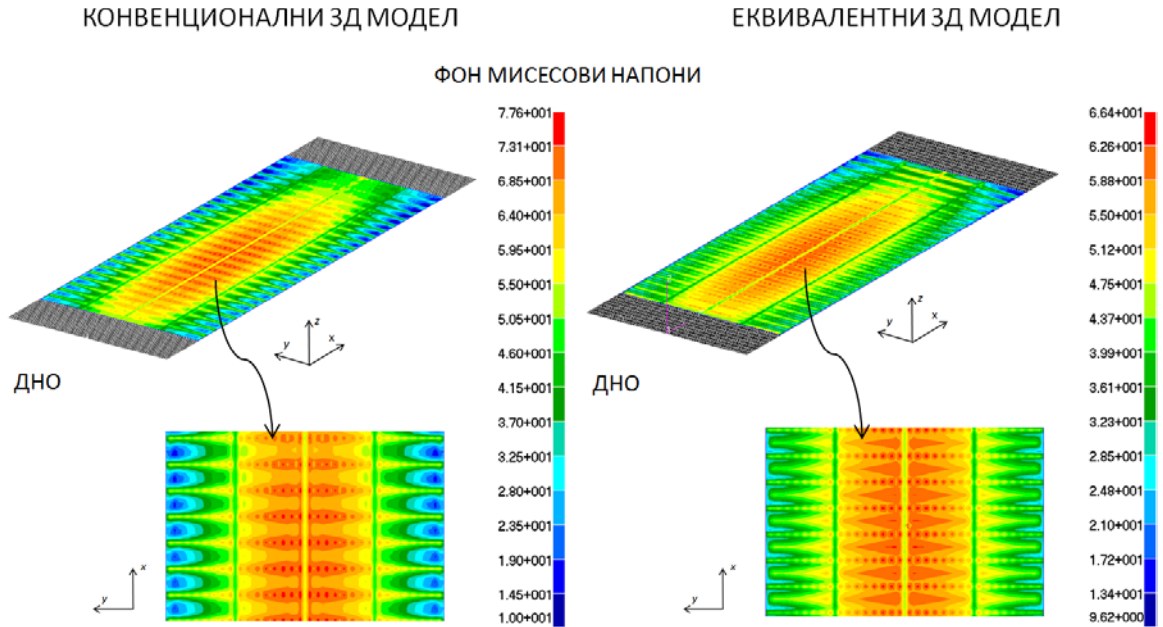 КОНВЕНЦИОНАЛНИ 3Д МОДЕЛ
ЕКВИВАЛЕНТНИ 3Д МОДЕЛ
ФОН МИСЕСОВИ НАПОНИ
7.76+001
7.31+001
6.85+001
6.40+001
5.95+001
5.50+001
5.05+001
4.60+001
4.15+001
3.70+001
3.25+001
2.80+001
2.35+001
1.90+001
1.45+001
1.00+001
z
y
x
ДНО
x
y
6.64+001
6.26+001
5.88+001
5.50+001
5.12+001
4.75+001
4.37+001
3.99+001
3.61+001
3.23+001
2.85+001
2.48+001
2.10+001
1.72+001
1.34+001
9.62+000
z
y
x
ДНО
x
y